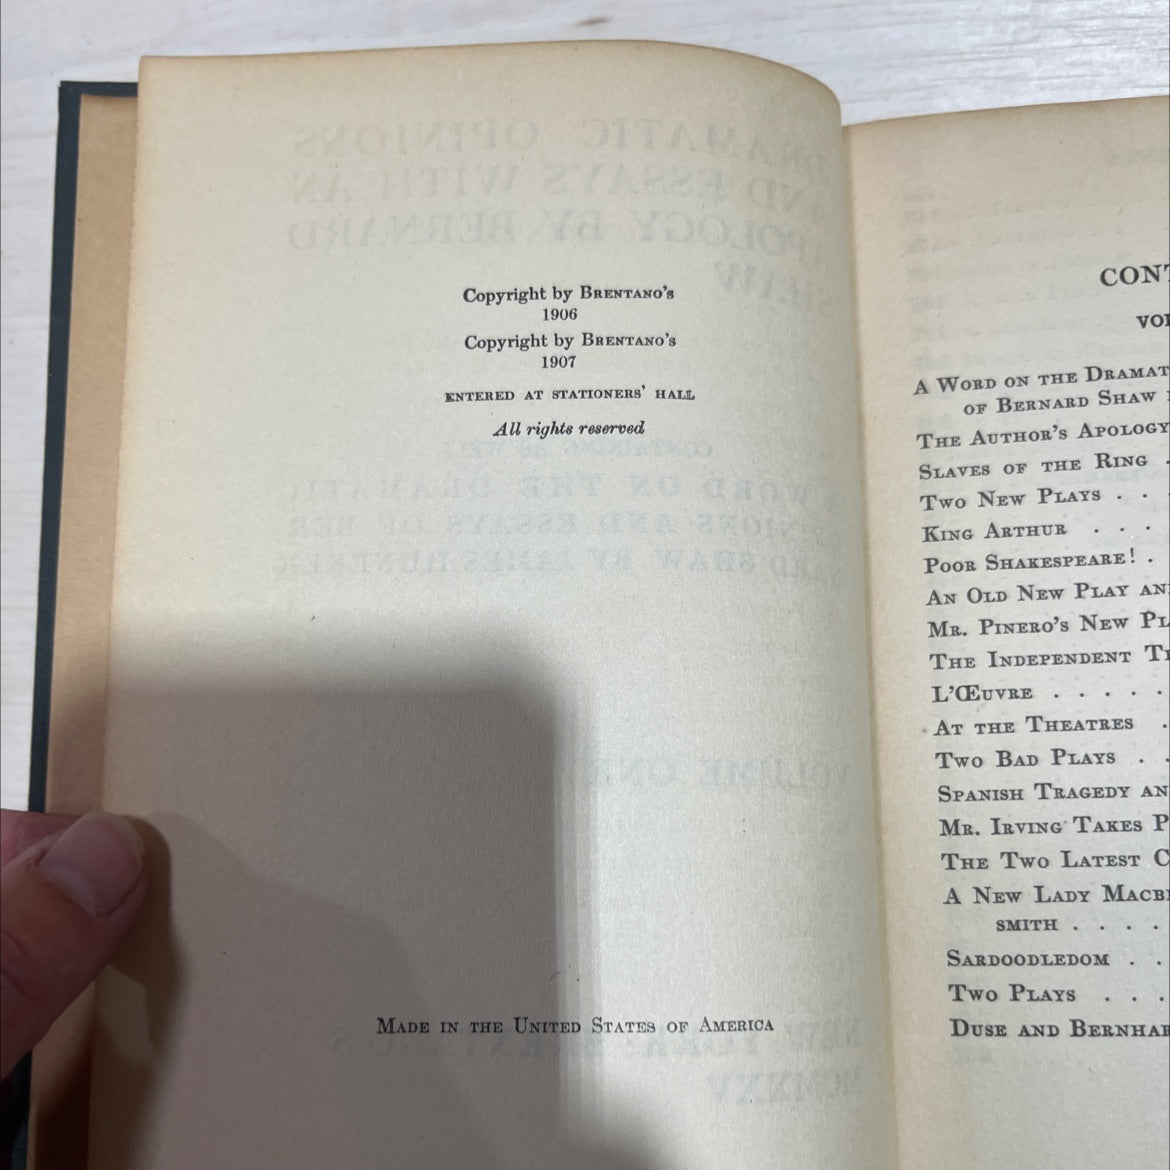 Copyright by BRENTANO'S
1906
Copyright by BRENTANO'S
1907
ENTERED AT STATIONERS' HALL
All rights reserved
MADE IN THE UNITED STATES OF AMERICA
CONT
VOL
A WORD ON THE DRAMAT
OF BERNARD SHAW
THE AUTHOR'S APOLOGY
SLAVES OF THE RING .
TWO NEW PLAYS . .
KING ARTHUR . . .
POOR SHAKESPEARE! .
AN OLD NEW PLAY AN
MR. PINERO'S NEW PL
THE INDEPENDENT TH
L'ŒUVRE . . . . .
AT THE THEATRES .
TWO BAD PLAYS . .
SPANISH TRAGEDY AN
MR. IRVING TAKES P
THE TWO LATEST C
A NEW LADY MACB
SMITH . . . .
SARDOODLEDOM . .
TWO PLAYS . . .
DUSE AND BERNHAR